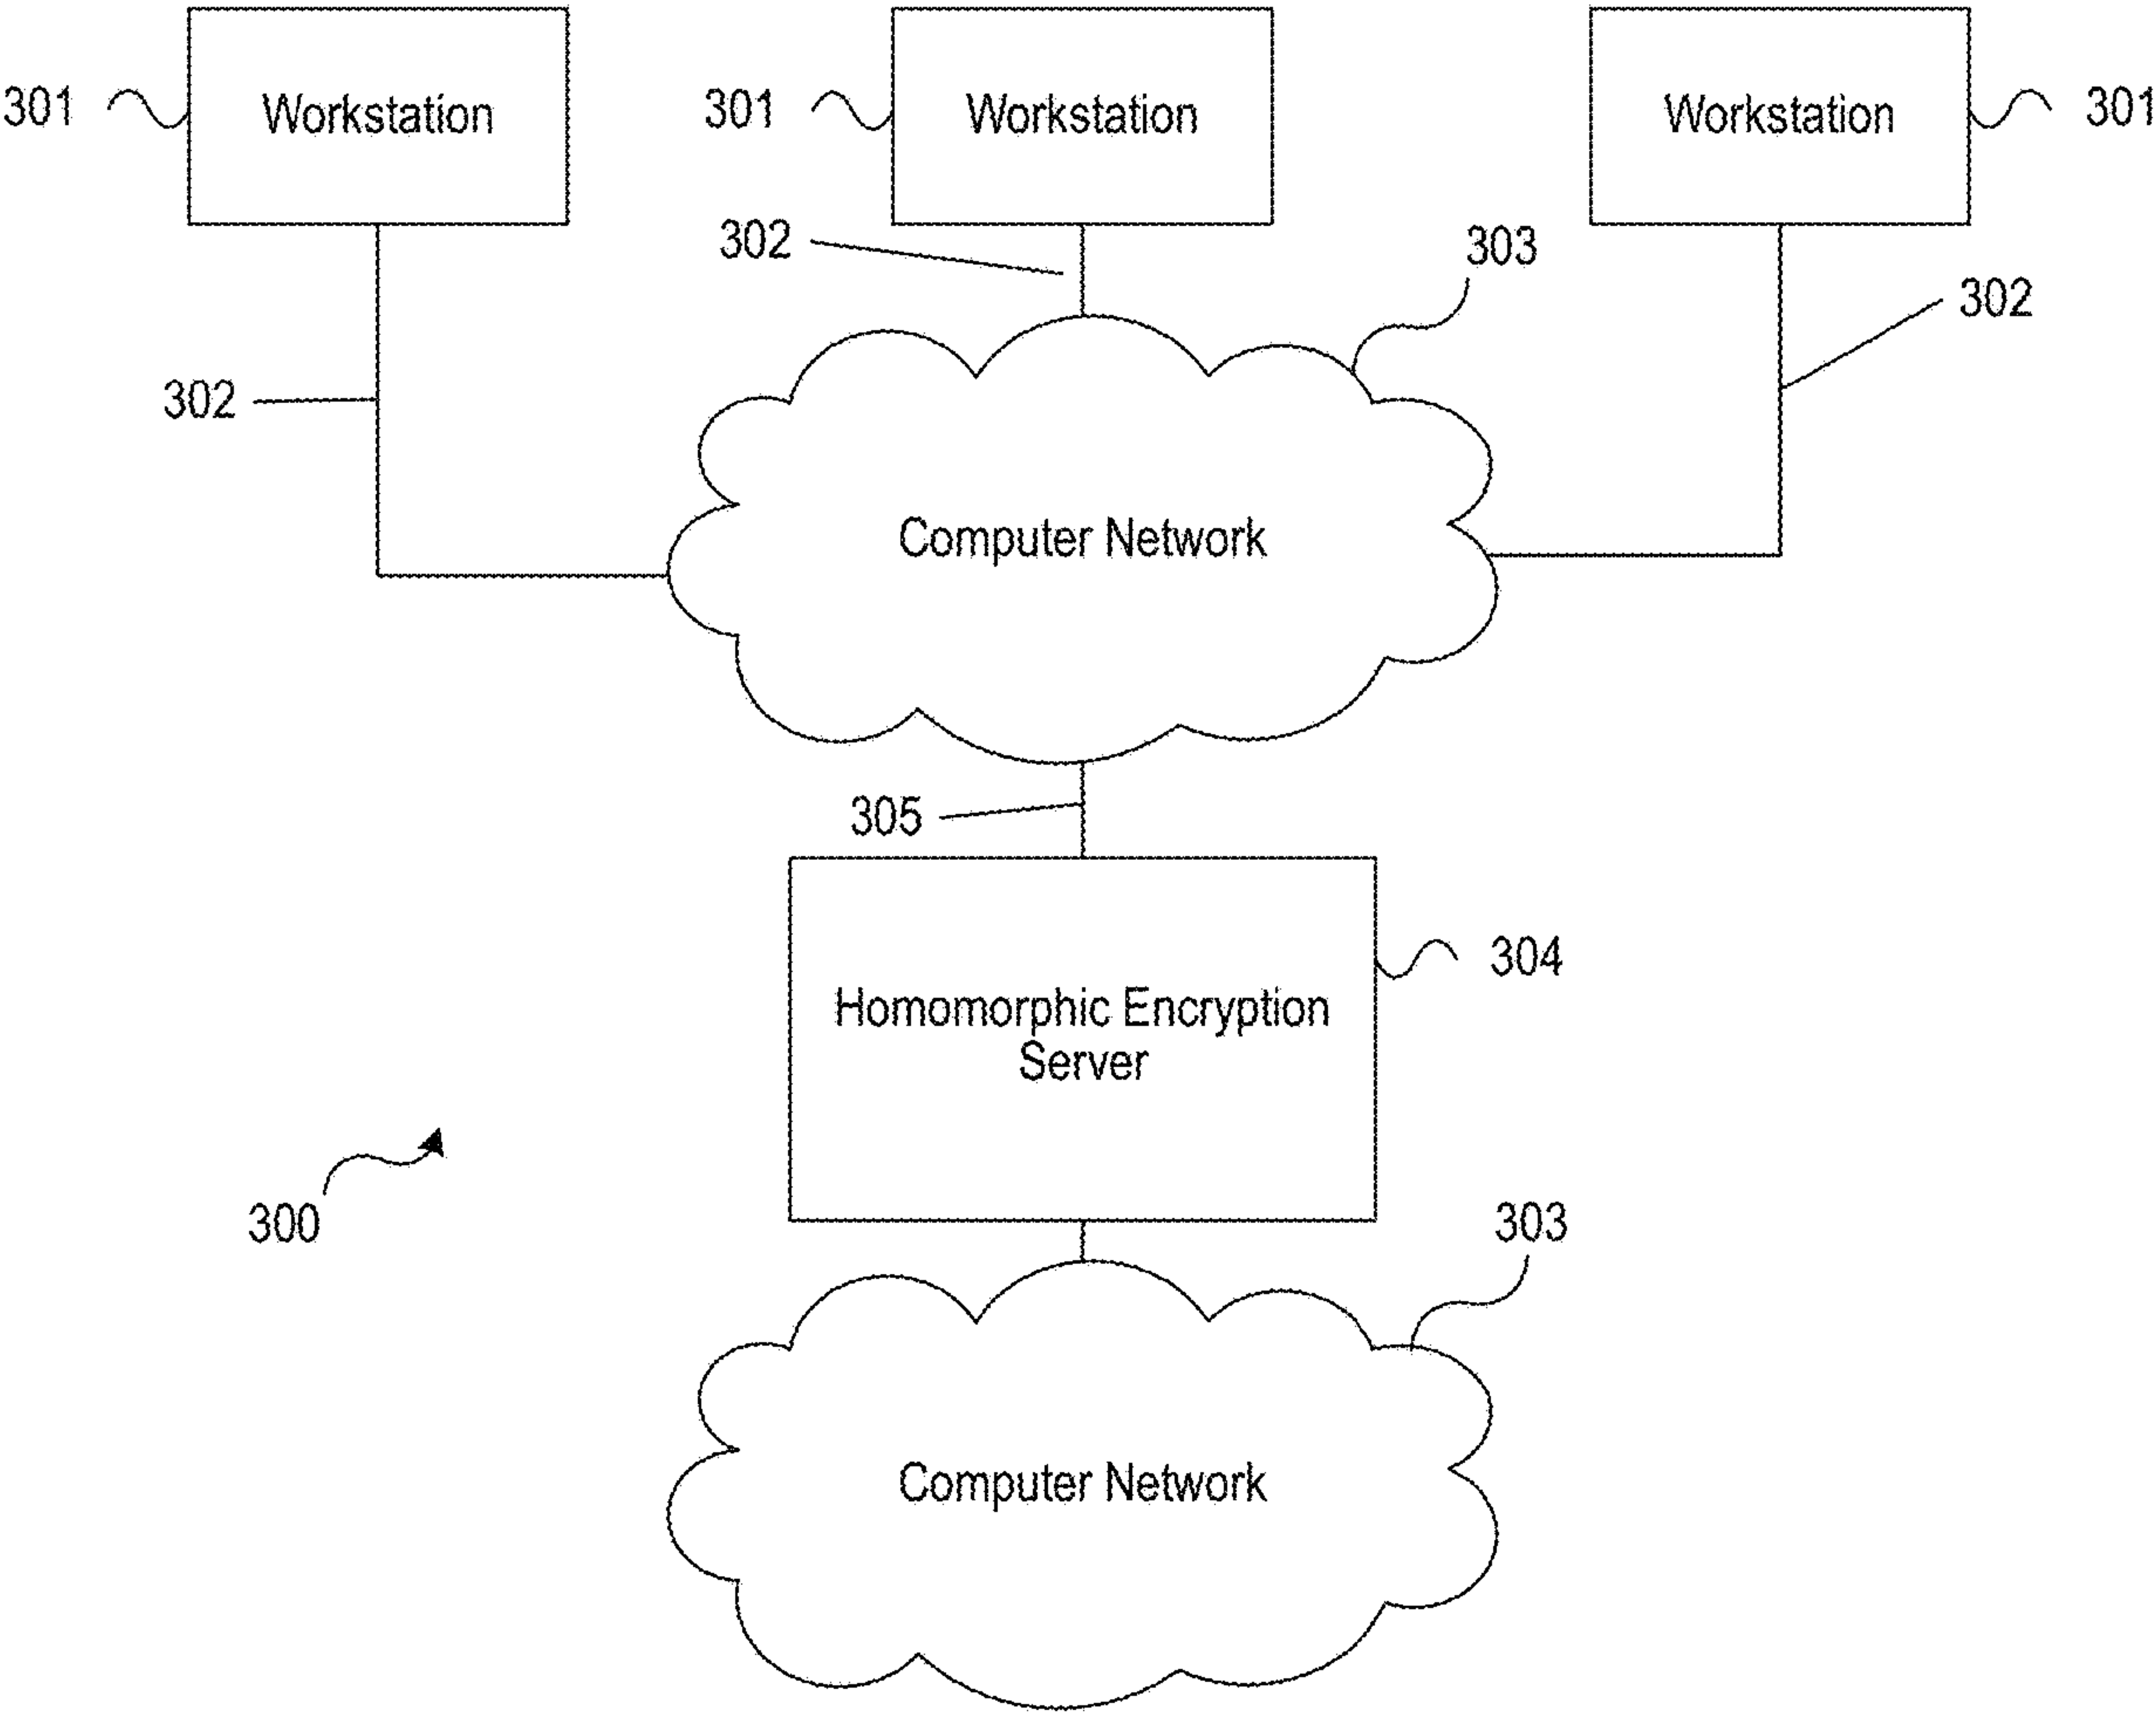 301
Workstation
301
Workstation
Workstation
301
302
303
302
302
Computer Network
305
304
Homomorphic Encryption
Server
300
303
Computer Network